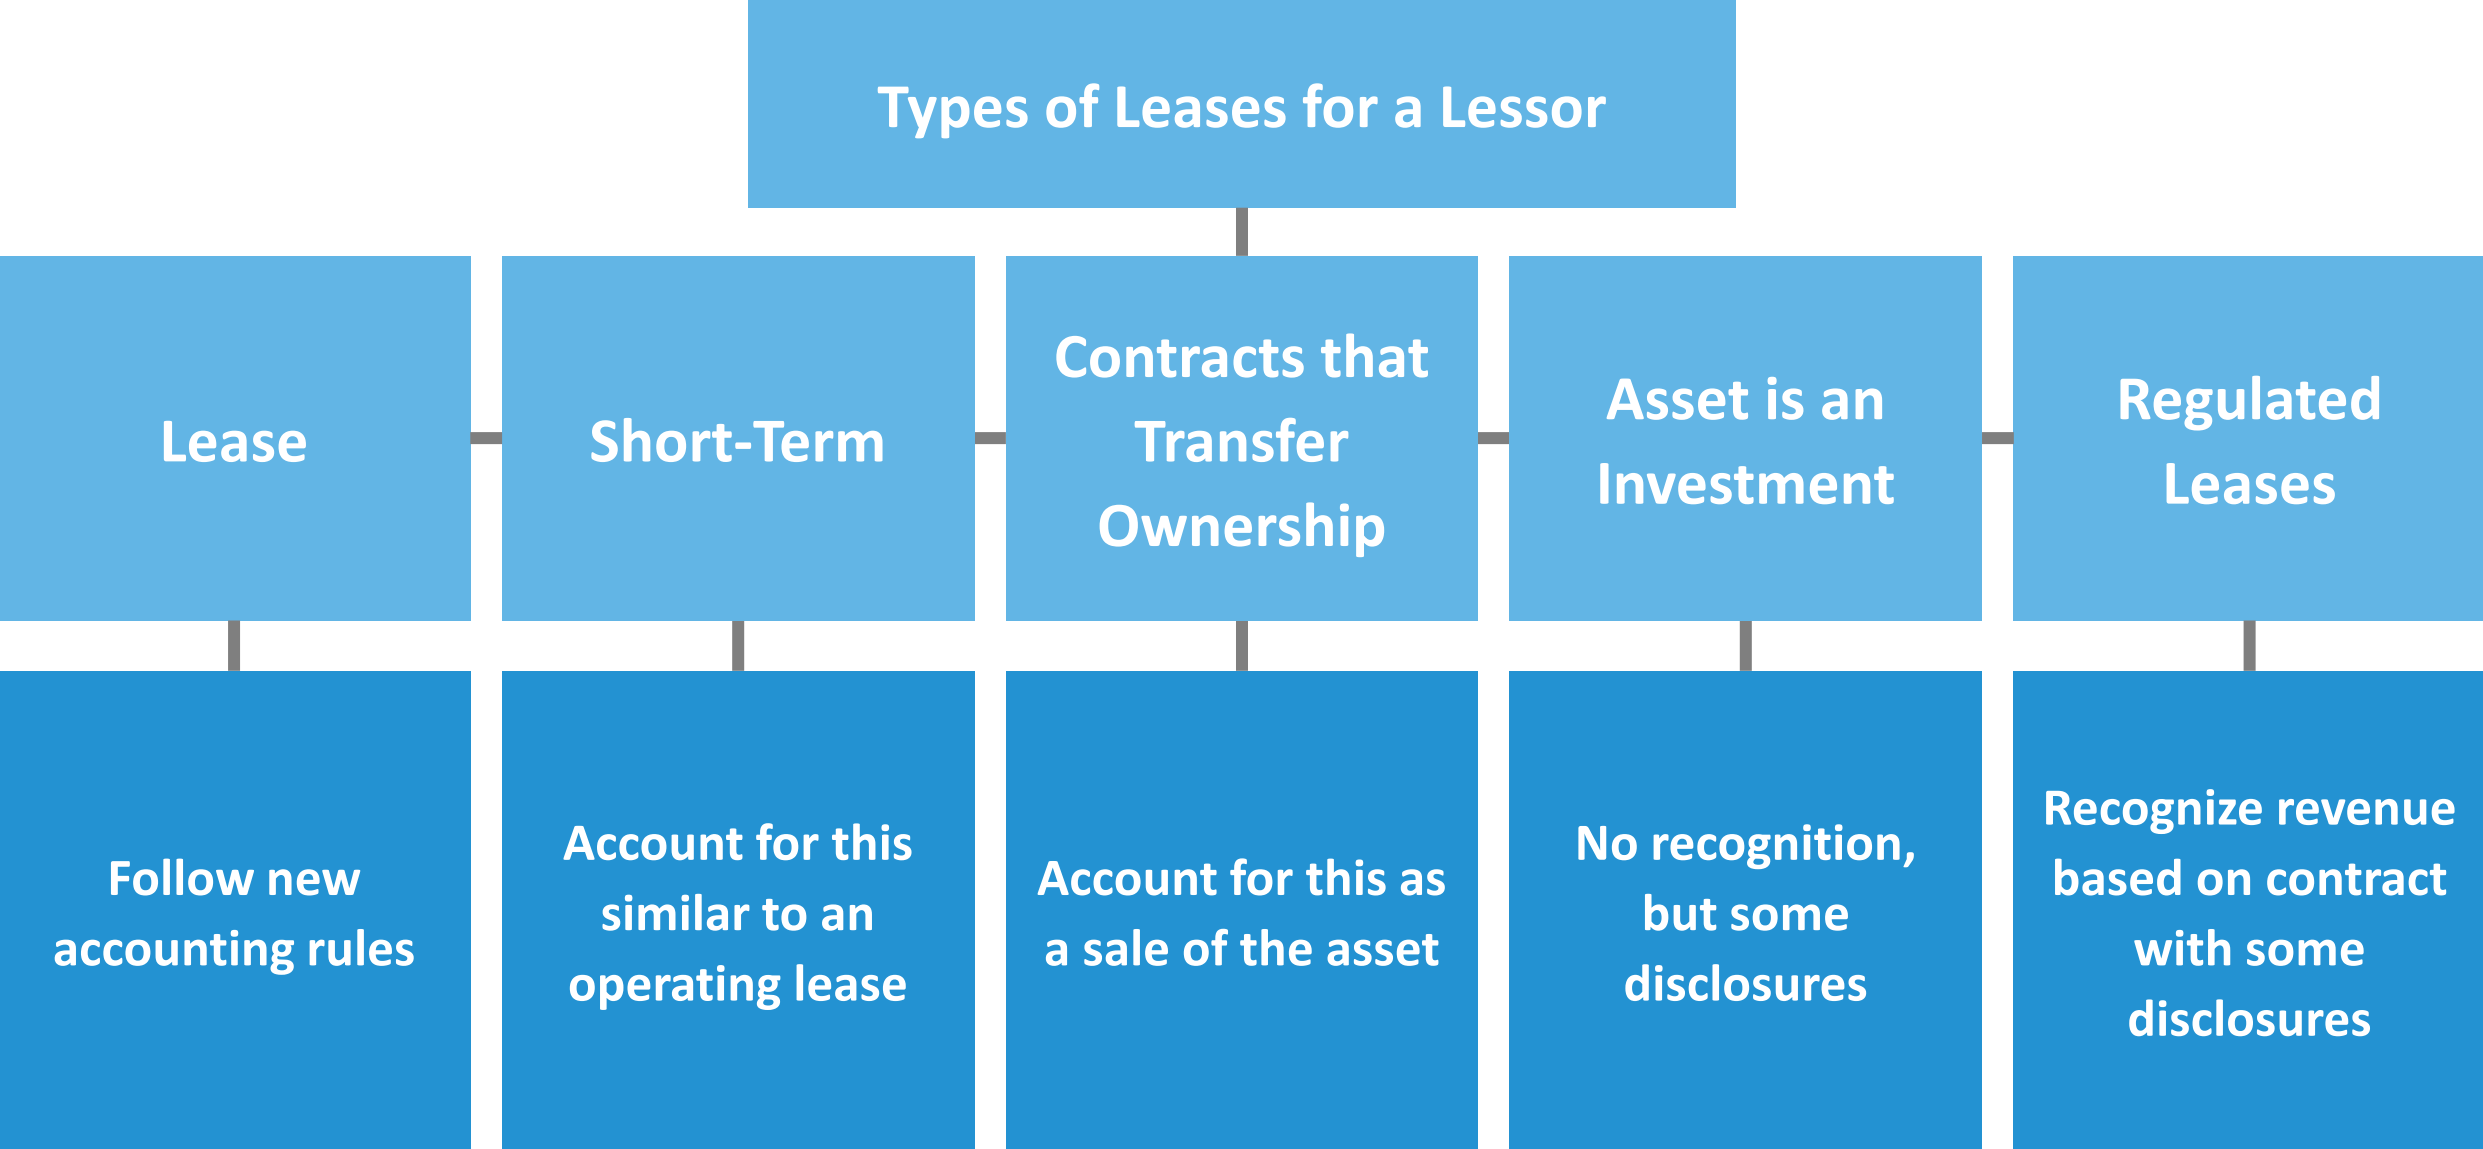 Types of Leases for a Lessor
Lease
Short-Term
Contracts that
Transfer
Ownership
Asset is an
Investment
Regulated
Leases
Follow new
accounting rules
Account for this
similar to an
operating lease
Account for this as
a sale of the asset
No recognition,
but some
disclosures
Recognize revenue
based on contract
with some
disclosures